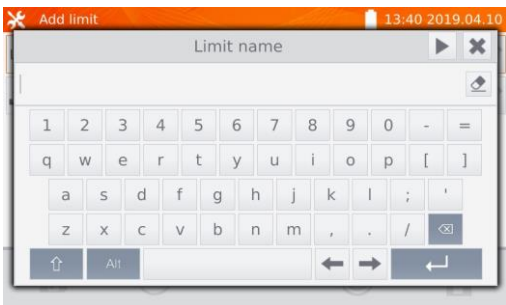 Add limit 13:40 2019.04.10
Limit name
1 2 3 4 5 6 7 8 9 0 - =
q w e r t y u i o p [ ]
a s d f g h j k l ; '
z x c v b n m , . /
Alt